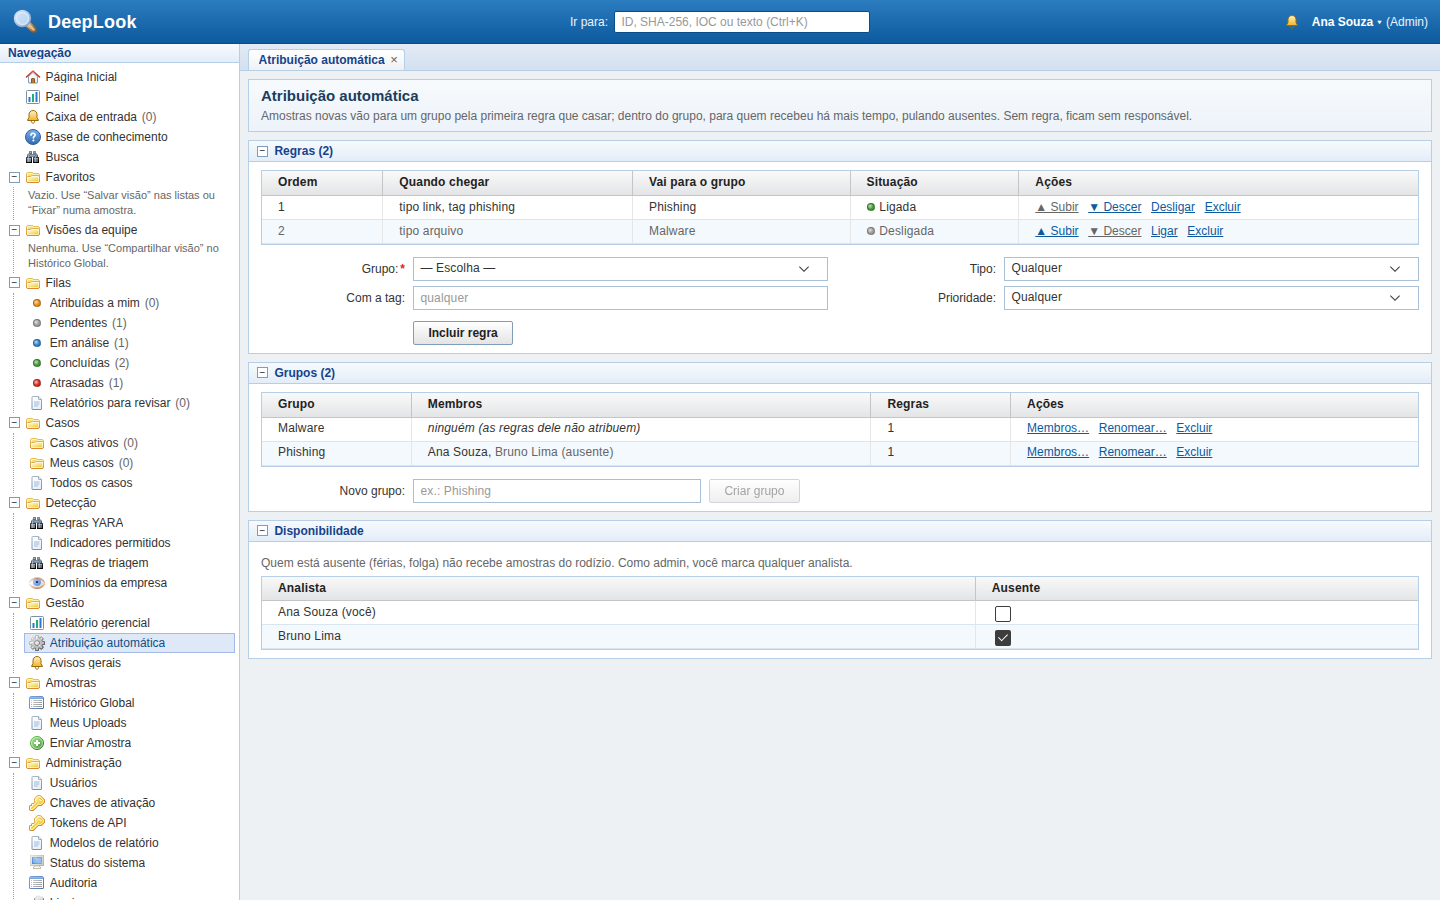 DeepLook
Ir para: ID, SHA-256, IOC ou texto (Ctrl+K)
Ana Souza (Admin)
Navegação
Página Inicial
Painel
Caixa de entrada (0)
Base de conhecimento
Busca
Favoritos
Vazio. Use “Salvar visão” nas listas ou
“Fixar” numa amostra.
Visões da equipe
Nenhuma. Use “Compartilhar visão” no
Histórico Global.
Filas
Atribuídas a mim (0)
Pendentes (1)
Em análise (1)
Concluídas (2)
Atrasadas (1)
Relatórios para revisar (0)
Casos
Casos ativos (0)
Meus casos (0)
Todos os casos
Detecção
Regras YARA
Indicadores permitidos
Regras de triagem
Domínios da empresa
Gestão
Relatório gerencial
Atribuição automática
Avisos gerais
Amostras
Histórico Global
Meus Uploads
Enviar Amostra
Administração
Usuários
Chaves de ativação
Tokens de API
Modelos de relatório
Status do sistema
Auditoria
Atribuição automática ×
Atribuição automática
Amostras novas vão para um grupo pela primeira regra que casar; dentro do grupo, para quem recebeu há mais tempo, pulando ausentes. Sem regra, ficam sem responsável.
Regras (2)
Ordem Quando chegar Vai para o grupo Situação Ações
1 tipo link, tag phishing Phishing Ligada ▲ Subir ▼ Descer Desligar Excluir
2 tipo arquivo Malware Desligada ▲ Subir ▼ Descer Ligar Excluir
Grupo:* — Escolha — Tipo: Qualquer
Com a tag: qualquer Prioridade: Qualquer
Incluir regra
Grupos (2)
Grupo Membros Regras Ações
Malware ninguém (as regras dele não atribuem) 1 Membros… Renomear… Excluir
Phishing Ana Souza, Bruno Lima (ausente) 1 Membros… Renomear… Excluir
Novo grupo: ex.: Phishing Criar grupo
Disponibilidade
Quem está ausente (férias, folga) não recebe amostras do rodízio. Como admin, você marca qualquer analista.
Analista Ausente
Ana Souza (você)
Bruno Lima